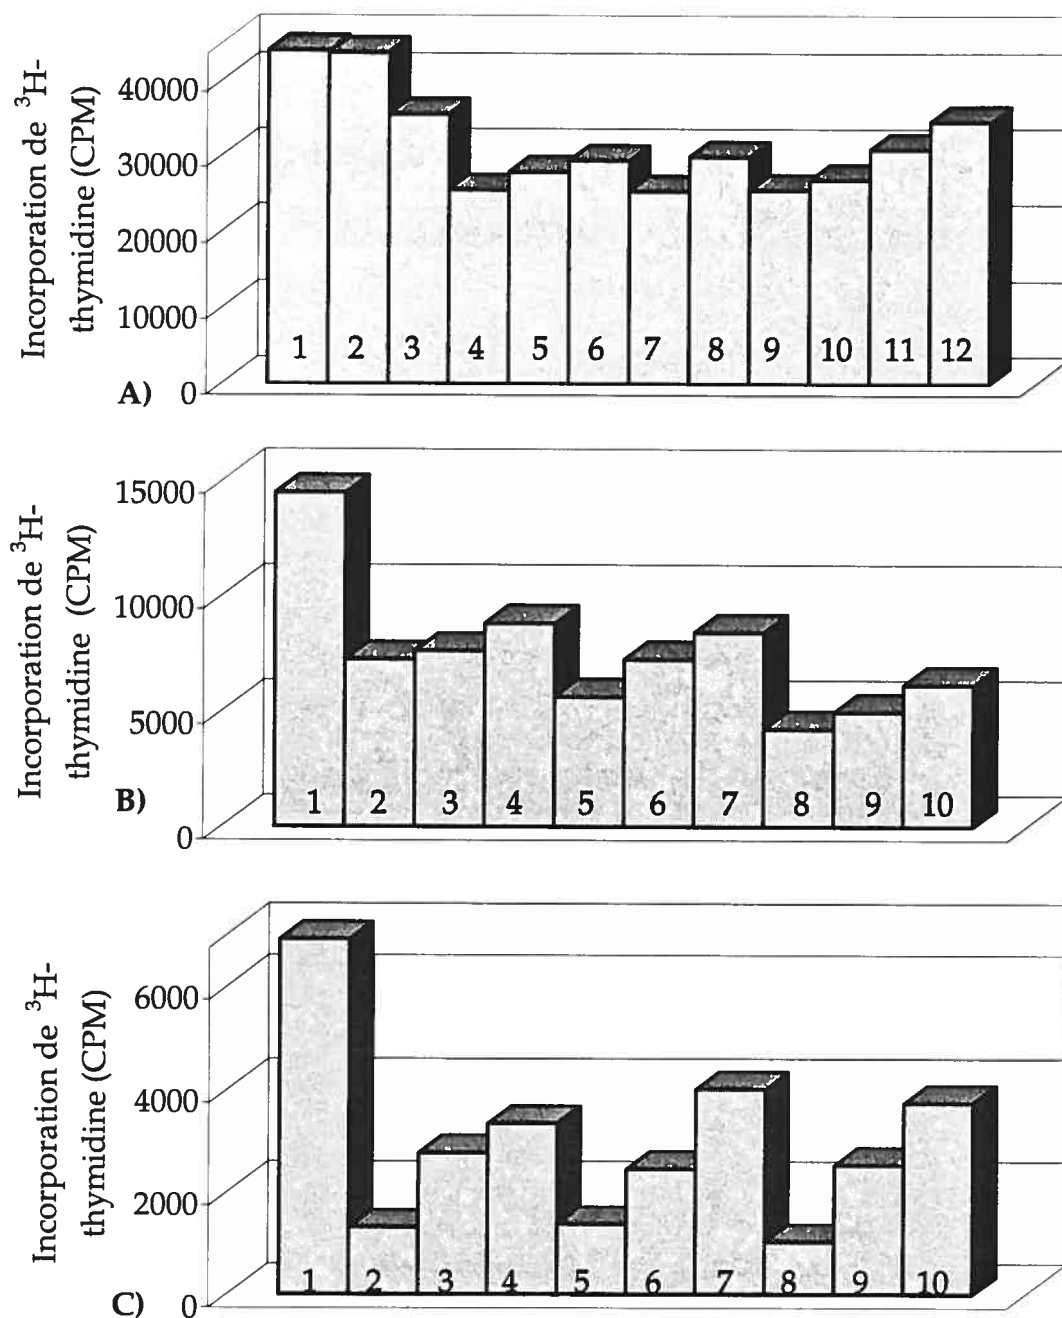 Incorporation de ³H-
thymidine (CPM)
40000
30000
20000
10000
0
A)
1 2 3 4 5 6 7 8 9 10 11 12
Incorporation de ³H-
thymidine (CPM)
15000
10000
5000
0
B)
1 2 3 4 5 6 7 8 9 10
Incorporation de ³H-
thymidine (CPM)
6000
4000
2000
0
C)
1 2 3 4 5 6 7 8 9 10